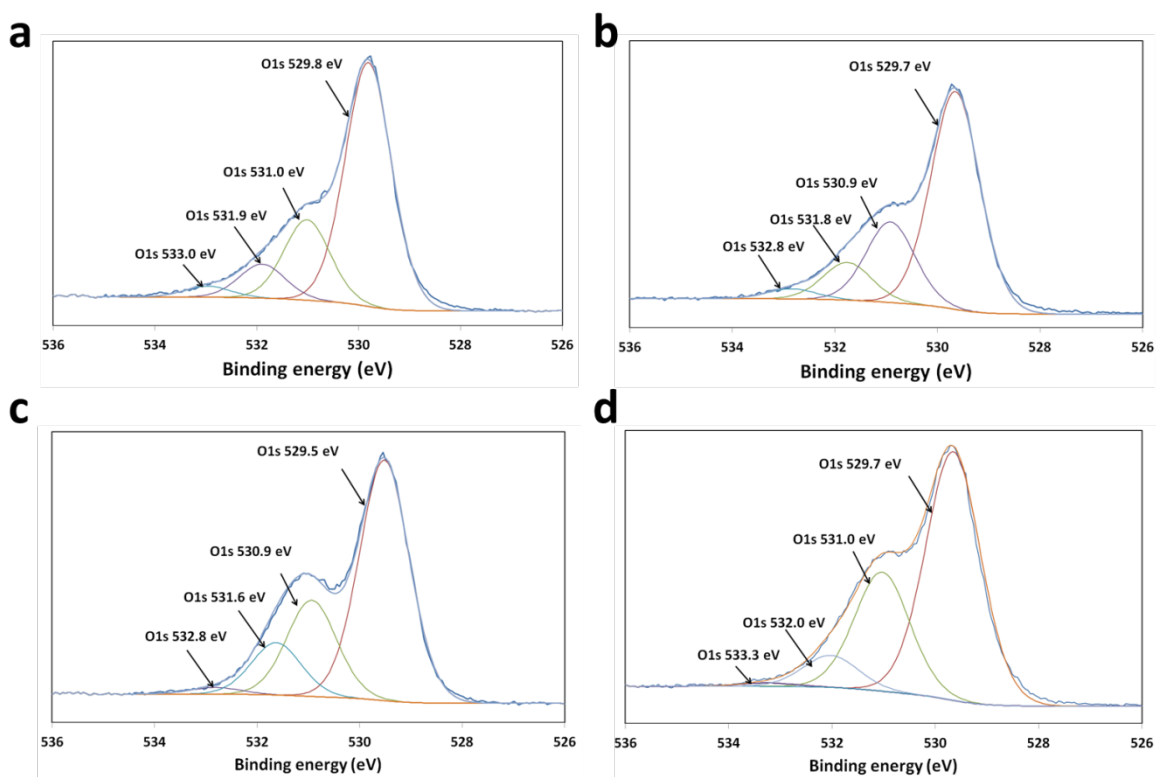 a
O1s 529.8 eV
O1s 531.0 eV
O1s 531.9 eV
O1s 533.0 eV
536 534 532 530 528 526
Binding energy (eV)
b
O1s 529.7 eV
O1s 530.9 eV
O1s 531.8 eV
O1s 532.8 eV
536 534 532 530 528 526
Binding energy (eV)
c
O1s 529.5 eV
O1s 530.9 eV
O1s 531.6 eV
O1s 532.8 eV
536 534 532 530 528 526
Binding energy (eV)
d
O1s 529.7 eV
O1s 531.0 eV
O1s 532.0 eV
O1s 533.3 eV
536 534 532 530 528 526
Binding energy (eV)